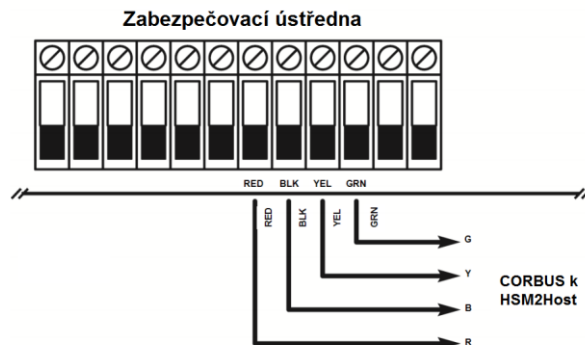 Zabezpečovací ústředna
RED BLK YEL GRN
RED BLK YEL GRN
G
Y
CORBUS k
HSM2Host
B
R